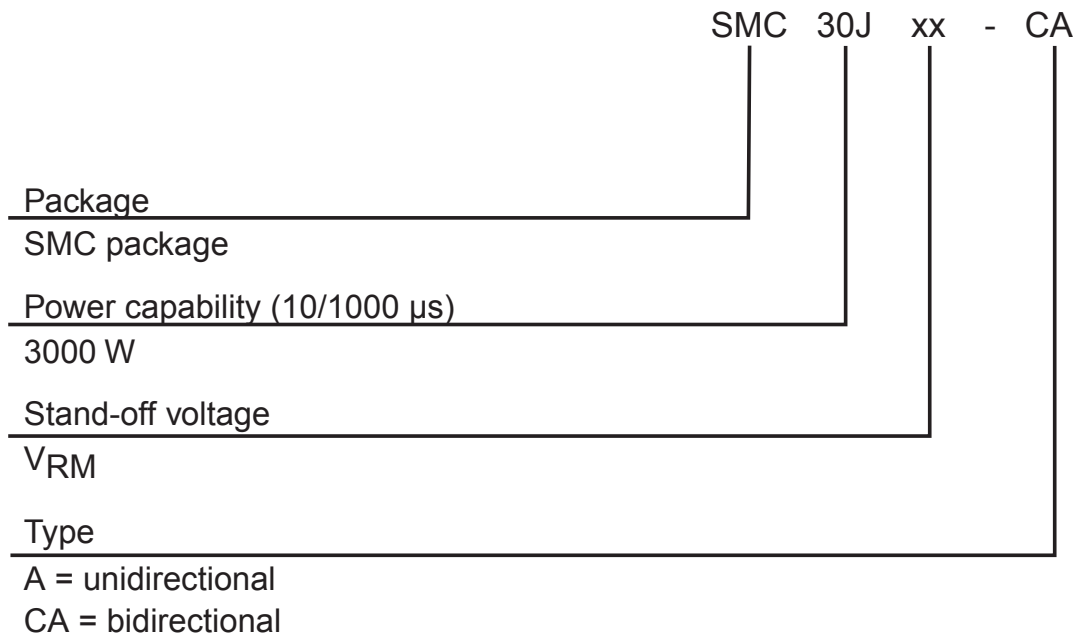 SMC 30J xx - CA
Package
SMC package
Power capability (10/1000 μs)
3000 W
Stand-off voltage
VRM
Type
A = unidirectional
CA = bidirectional